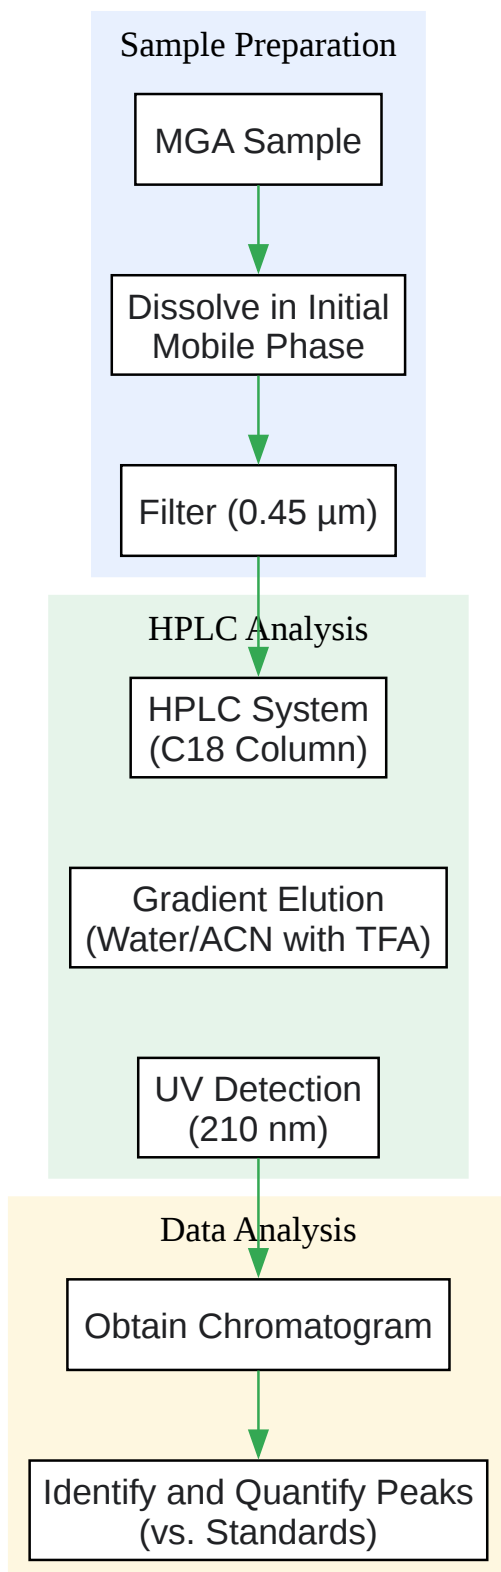 Sample Preparation
MGA Sample
Dissolve in Initial
Mobile Phase
Filter (0.45 µm)
HPLC Analysis
HPLC System
(C18 Column)
Gradient Elution
(Water/ACN with TFA)
UV Detection
(210 nm)
Data Analysis
Obtain Chromatogram
Identify and Quantify Peaks
(vs. Standards)